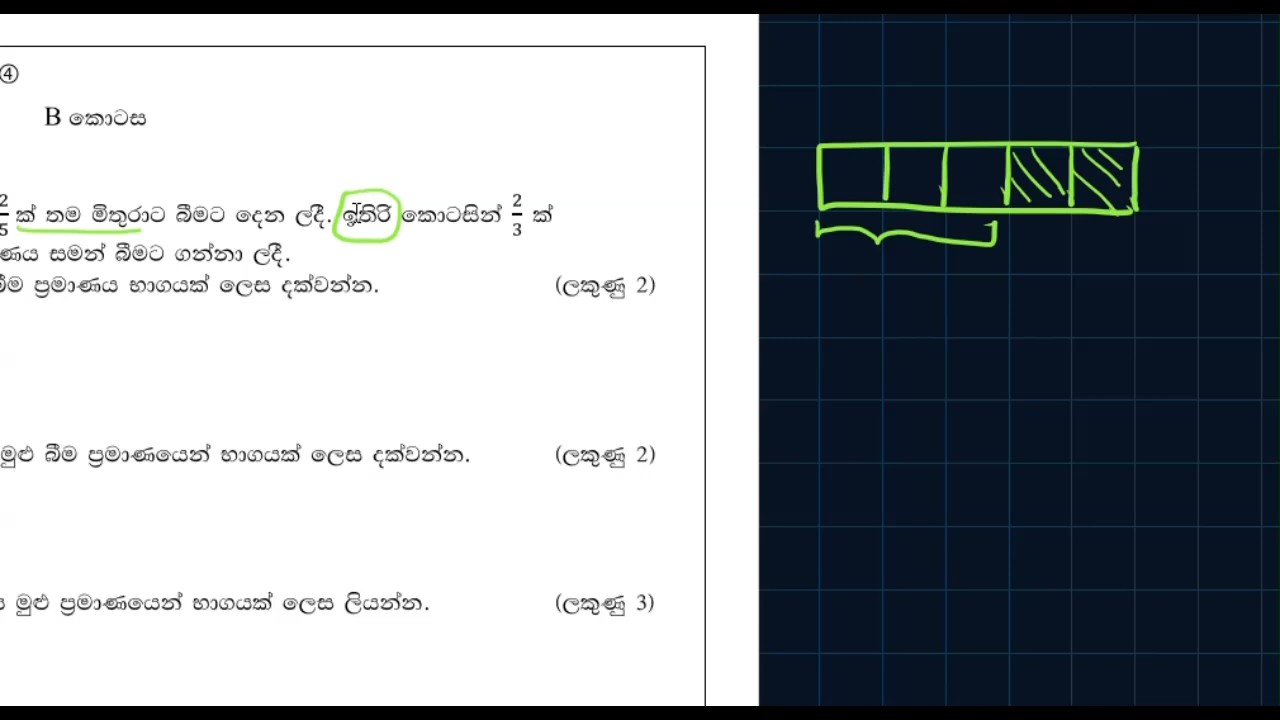 ④
B කොටස
2/5 ක් තම මිතුරාට බීමට දෙන ලදී. ඉතිරි කොටසින් 2/3 ක්
ණය සමන් බීමට ගන්නා ලදී.
බීම ප්‍රමාණය භාගයක් ලෙස දක්වන්න. (ලකුණු 2)
මුළු බීම ප්‍රමාණයෙන් භාගයක් ලෙස දක්වන්න. (ලකුණු 2)
ය මුළු ප්‍රමාණයෙන් භාගයක් ලෙස ලියන්න. (ලකුණු 3)